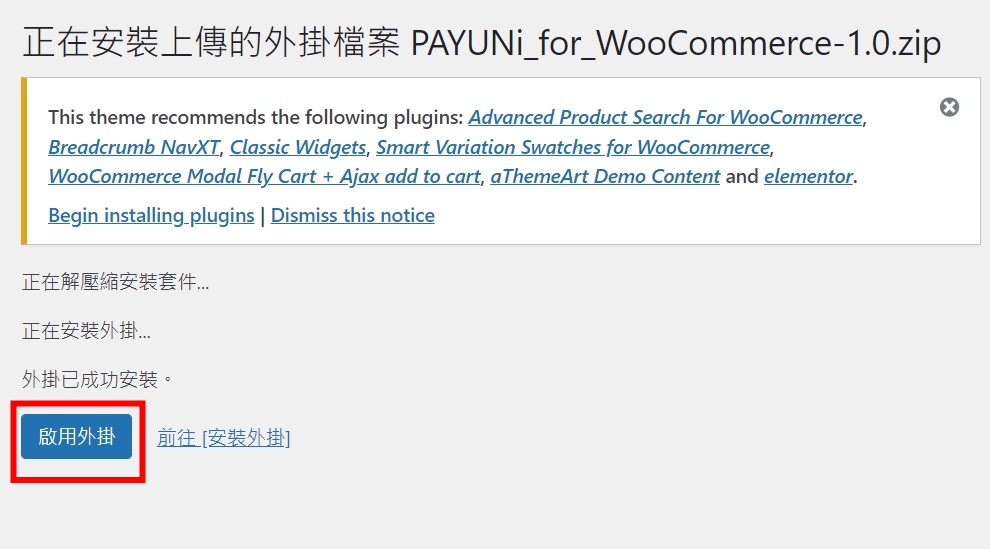 正在安裝上傳的外掛檔案 PAYUNi_for_WooCommerce-1.0.zip
This theme recommends the following plugins: Advanced Product Search For WooCommerce,
Breadcrumb NavXT, Classic Widgets, Smart Variation Swatches for WooCommerce,
WooCommerce Modal Fly Cart + Ajax add to cart, aThemeArt Demo Content and elementor.
Begin installing plugins | Dismiss this notice
正在解壓縮安裝套件...
正在安裝外掛...
外掛已成功安裝。
啟用外掛 前往 [安裝外掛]